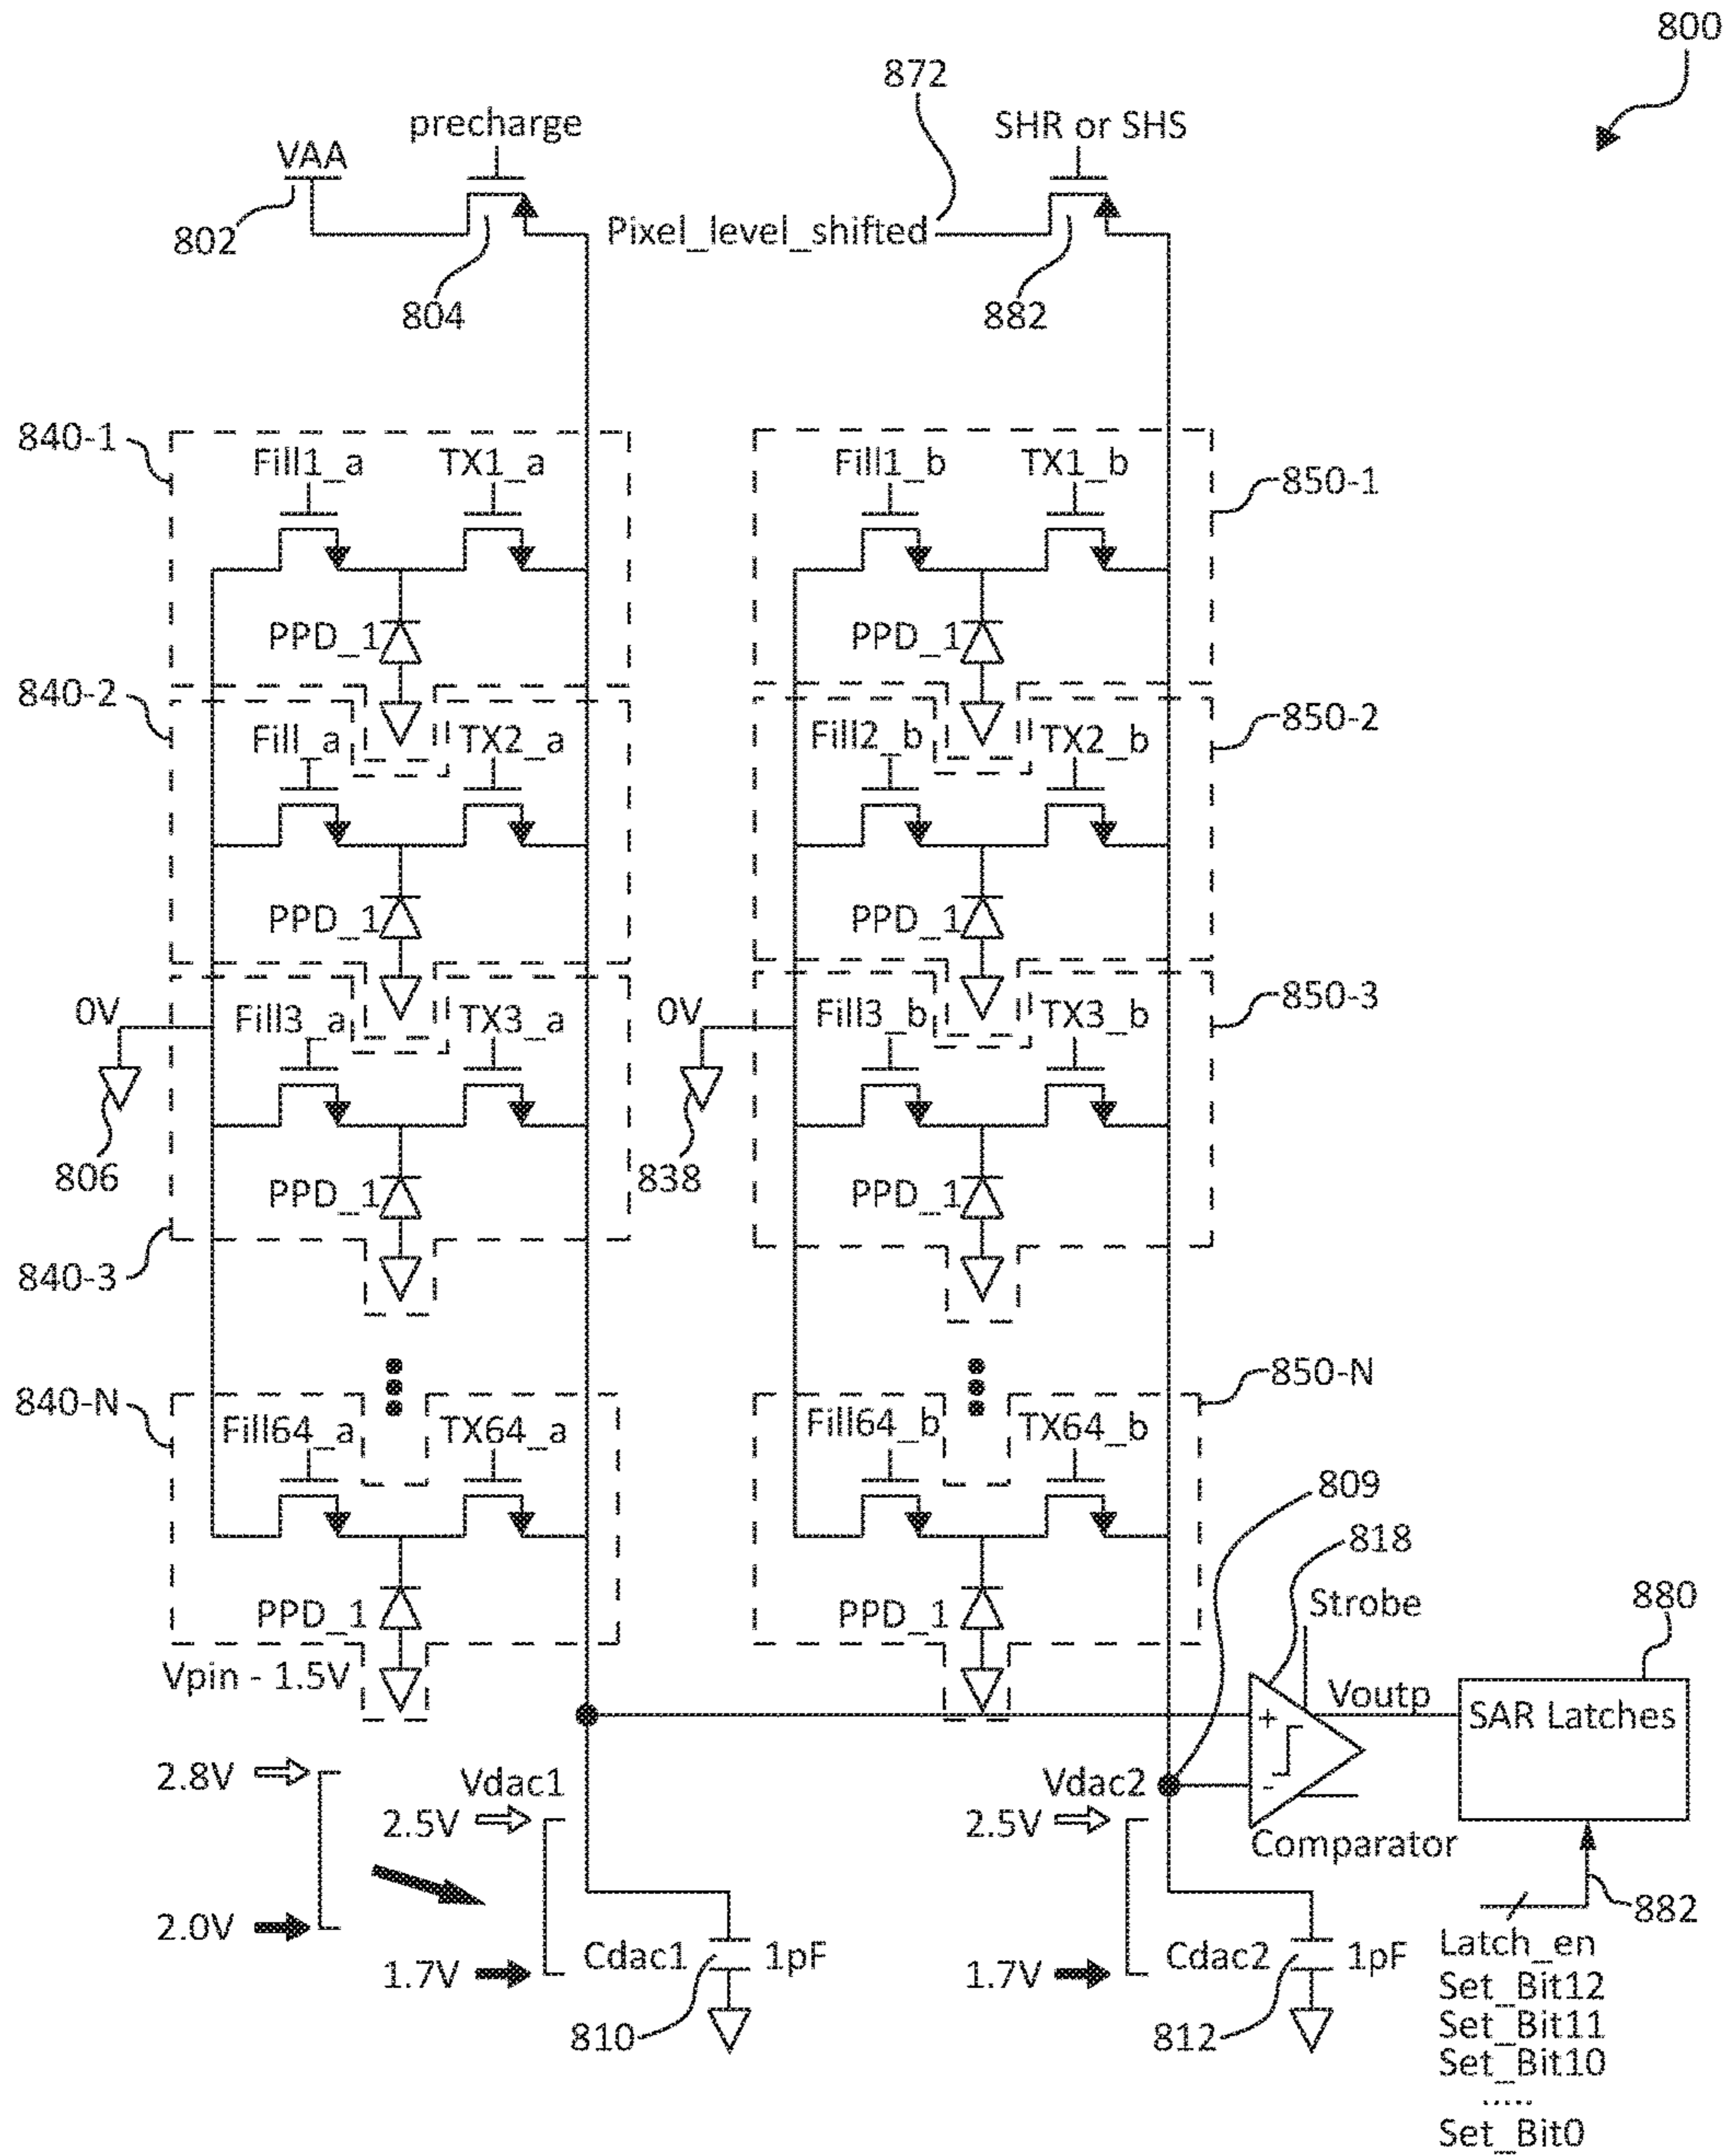 800
872
precharge
SHR or SHS
VAA
802
Pixel_level_shifted
804
882
840-1
Fill1_a
TX1_a
Fill1_b
TX1_b
850-1
PPD_1
PPD_1
840-2
Fill_a
TX2_a
Fill2_b
TX2_b
850-2
PPD_1
PPD_1
0V
Fill3_a
TX3_a
0V
Fill3_b
TX3_b
850-3
806
PPD_1
838
PPD_1
840-3
840-N
850-N
Fill64_a
TX64_a
Fill64_b
TX64_b
809
818
PPD_1
PPD_1
Strobe
880
Vpin - 1.5V
+
Voutp
SAR Latches
2.8V
Vdac1
Vdac2
-
2.5V
2.5V
Comparator
2.0V
882
1.7V
Cdac1
1pF
1.7V
Cdac2
1pF
810
812
Latch_en
Set_Bit12
Set_Bit11
Set_Bit10
.....
Set_Bit0